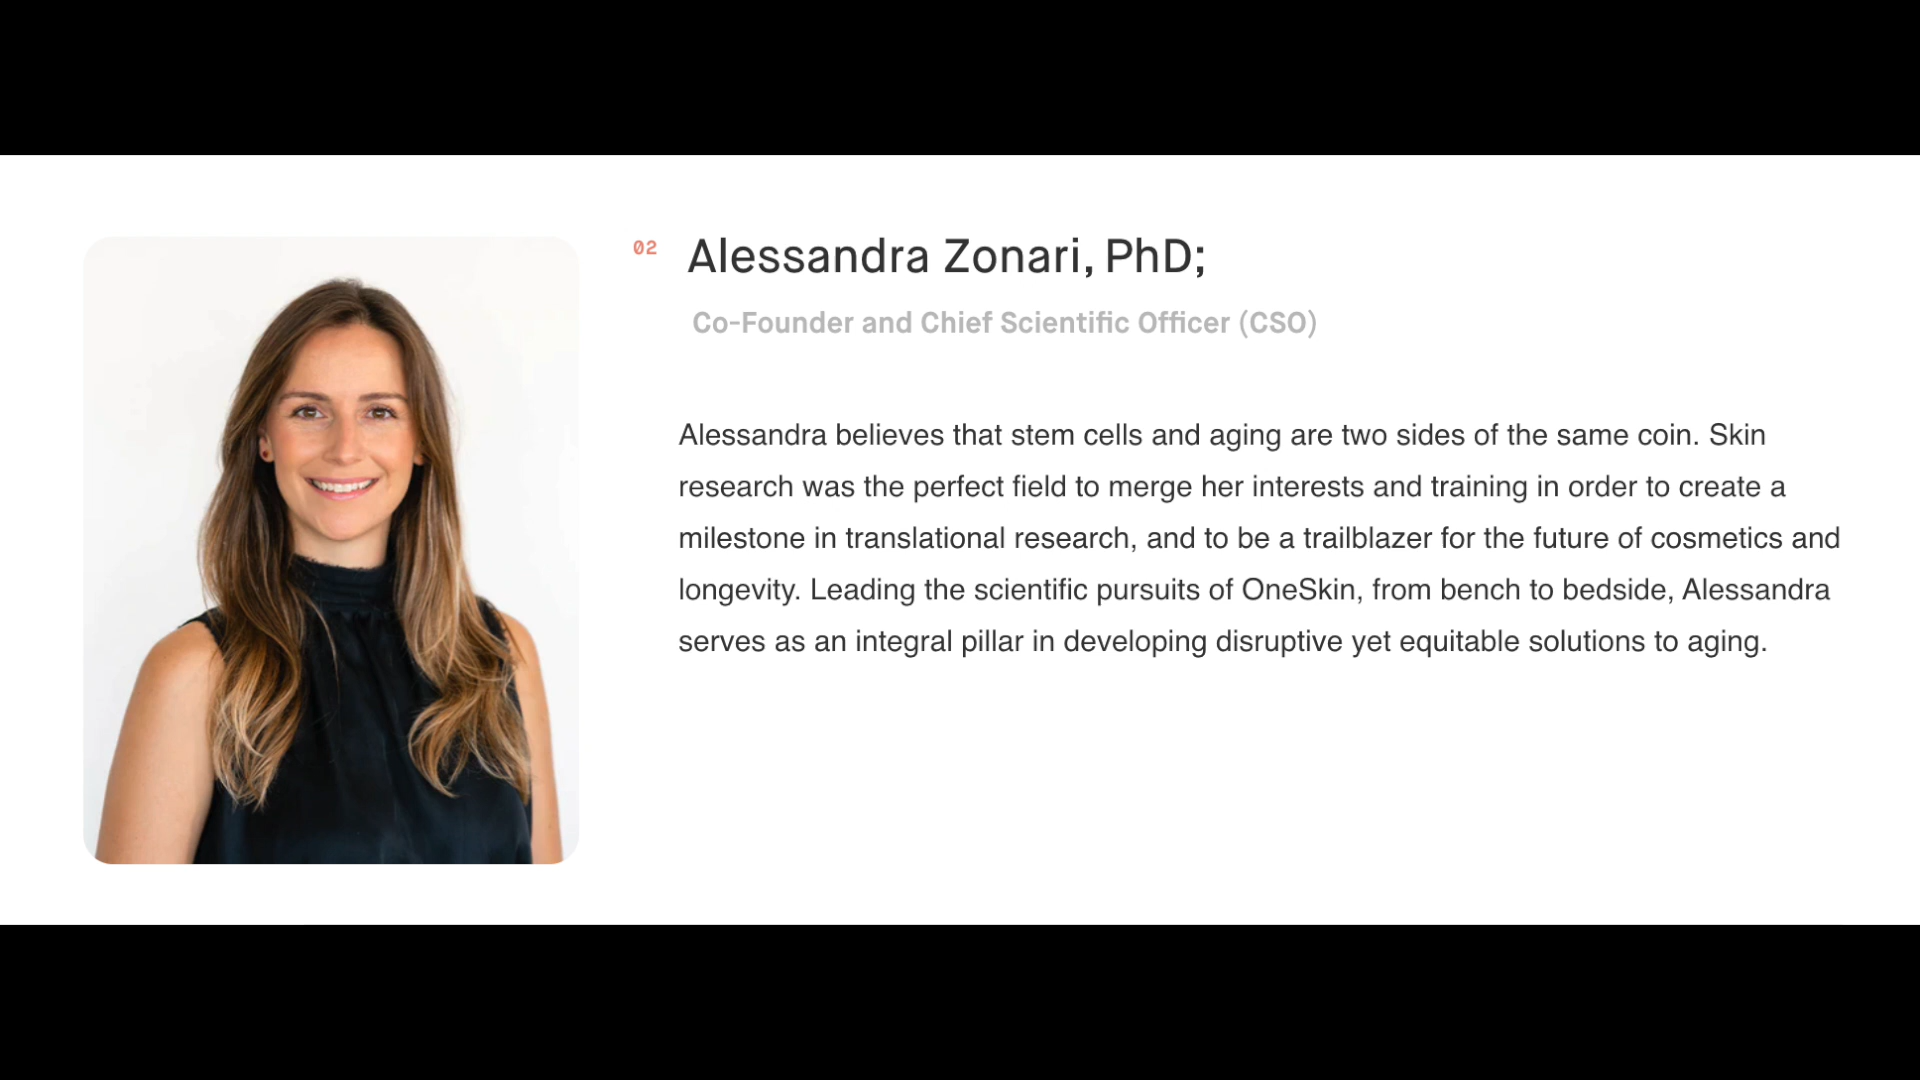 02
Alessandra Zonari, PhD;
Co-Founder and Chief Scientific Officer (CSO)
Alessandra believes that stem cells and aging are two sides of the same coin. Skin
research was the perfect field to merge her interests and training in order to create a
milestone in translational research, and to be a trailblazer for the future of cosmetics and
longevity. Leading the scientific pursuits of OneSkin, from bench to bedside, Alessandra
serves as an integral pillar in developing disruptive yet equitable solutions to aging.